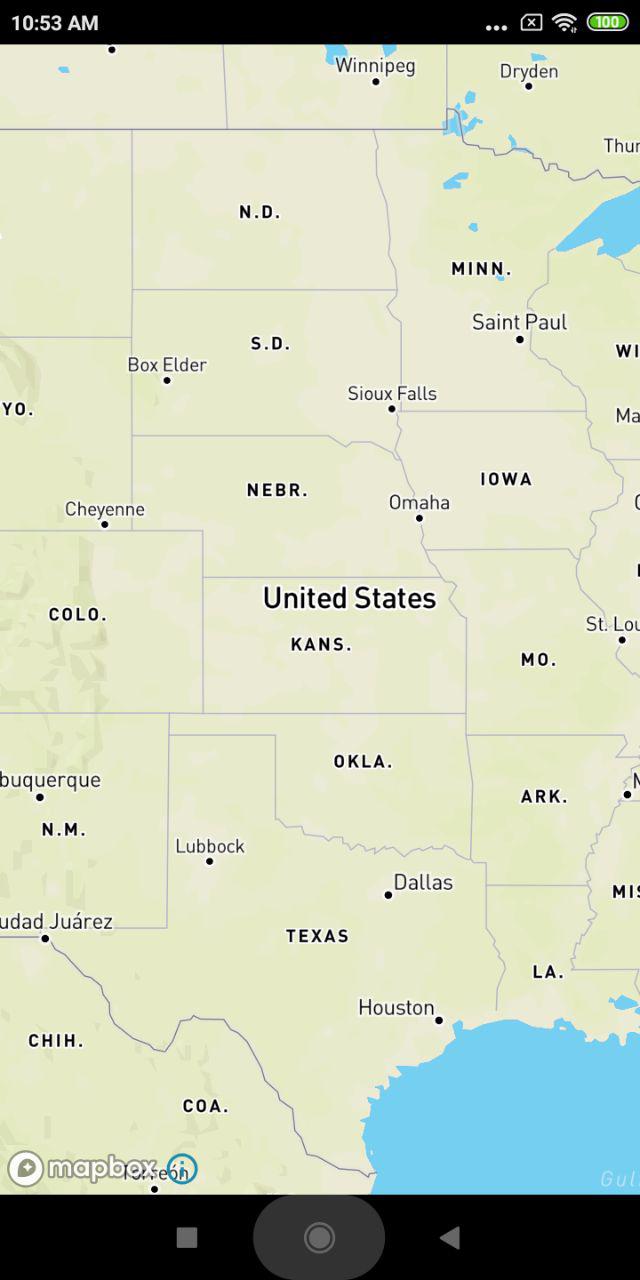 10:53 AM
100
Winnipeg
Dryden
Thur
N.D.
MINN.
Saint Paul
S.D.
WI
Box Elder
Sioux Falls
YO.
Ma
IOWA
NEBR.
Omaha
Cheyenne
United States
COLO.
St. Lou
KANS.
MO.
OKLA.
buquerque
ARK.
N.M.
Lubbock
Dallas
MIS
udad Juárez
TEXAS
LA.
Houston
CHIH.
COA.
mapbox
Torreón
Gul